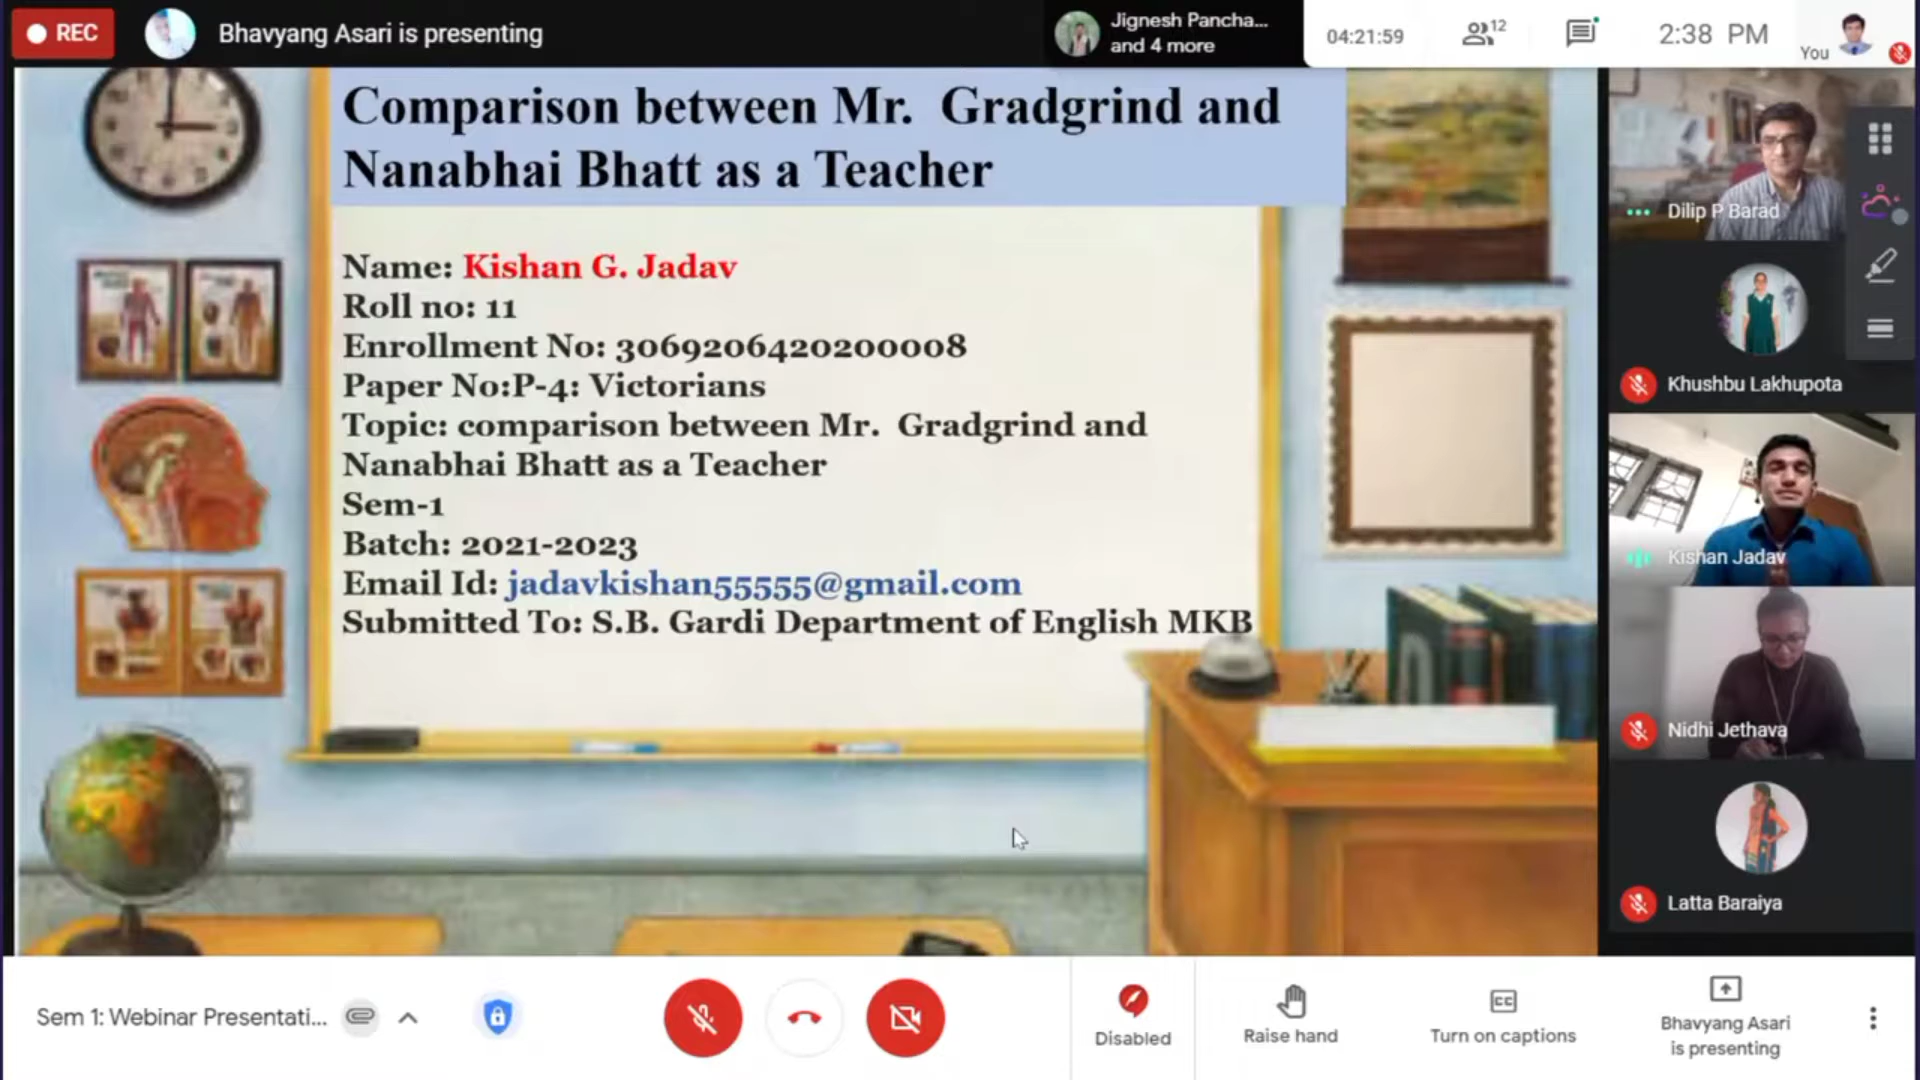 REC
Bhavyang Asari is presenting
Jignesh Pancha...
and 4 more
04:21:59
12
2:38 PM
You
Comparison between Mr. Gradgrind and
Nanabhai Bhatt as a Teacher
Name: Kishan G. Jadav
Roll no: 11
Enrollment No: 3069206420200008
Paper No:P-4: Victorians
Topic: comparison between Mr. Gradgrind and
Nanabhai Bhatt as a Teacher
Sem-1
Batch: 2021-2023
Email Id: jadavkishan55555@gmail.com
Submitted To: S.B. Gardi Department of English MKB
Dilip P Barad
Khushbu Lakhupota
Kishan Jadav
Nidhi Jethava
Latta Baraiya
Sem 1: Webinar Presentati...
Disabled
Raise hand
CC
Turn on captions
Bhavyang Asari
is presenting